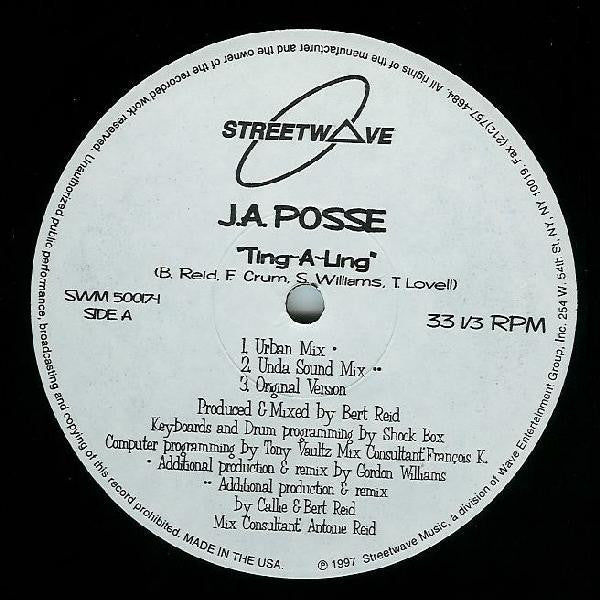 STREETWAVE
J.A. POSSE
"Ting-A-Ling"
(B. Reid, F. Crum, S. Williams, T. Lovell)
SWM 50017-1
SIDE A
33 1/3 RPM
1. Urban Mix *
2. Unda Sound Mix **
3. Original Version
Produced & Mixed by Bert Reid
Keyboards and Drum programming by Shock Box
Computer programming by Tony Vaultz Mix Consultant François K.
* Additional production & remix by Gordon Williams
** Additional production & remix
by Callie & Bert Reid
Mix Consultant Antoine Reid
℗ 1997 Streetwave Music, a division of Wave Entertainment Group, Inc. 254 W. 54th St. NY, NY, 10019, Fax (212)757-4684. All rights of the manufacturer and the owner of the recorded work reserved. Unauthorized public performance, broadcasting and copying of this record prohibited. MADE IN THE USA.